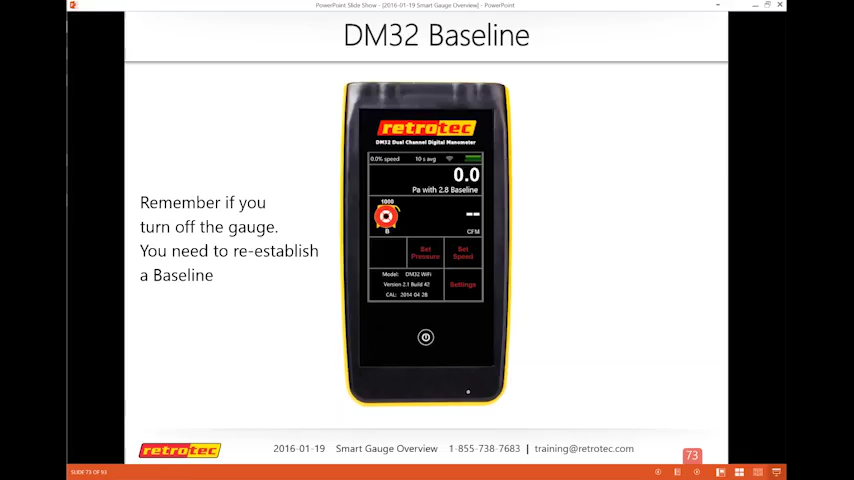 PowerPoint Slide Show - [2016-01-19 Smart Gauge Overview] - PowerPoint
DM32 Baseline
retrotec
DM32 Dual Channel Digital Manometer
0.0% speed 10 s avg
0.0
Pa with 2.8 Baseline
1000
B
--
CFM
Set
Pressure
Set
Speed
Model: DM32 WiFi
Version 2.1 Build 42
CAL: 2014 04 28
Settings
Remember if you
turn off the gauge.
You need to re-establish
a Baseline
retrotec
2016-01-19 Smart Gauge Overview 1-855-738-7683 | training@retrotec.com
73
SLIDE 73 OF 93